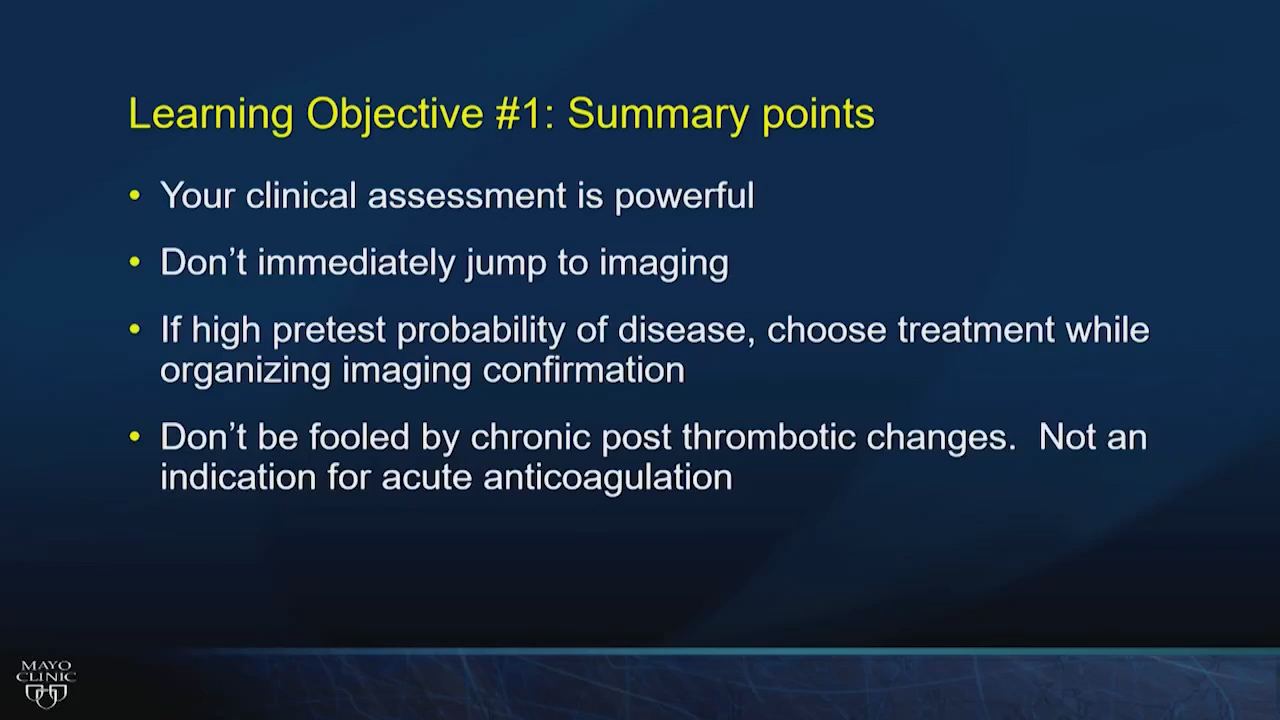 Learning Objective #1: Summary points
• Your clinical assessment is powerful
• Don’t immediately jump to imaging
• If high pretest probability of disease, choose treatment while
organizing imaging confirmation
• Don’t be fooled by chronic post thrombotic changes.  Not an
indication for acute anticoagulation
MAYO
CLINIC